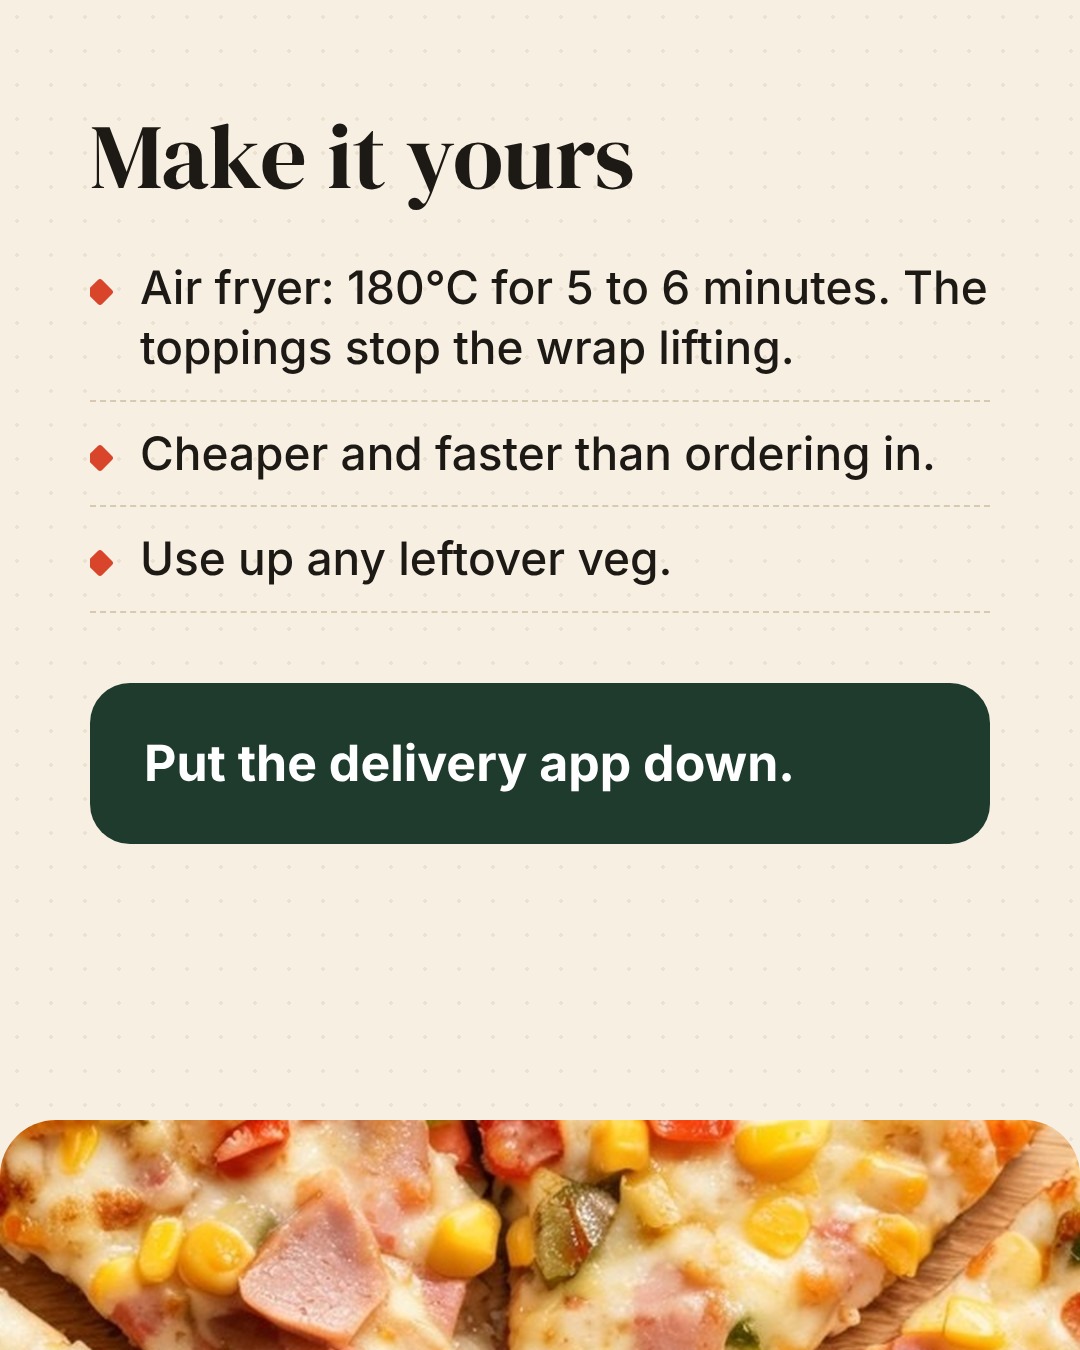 Make it yours
Air fryer: 180°C for 5 to 6 minutes. The
toppings stop the wrap lifting.
Cheaper and faster than ordering in.
Use up any leftover veg.
Put the delivery app down.